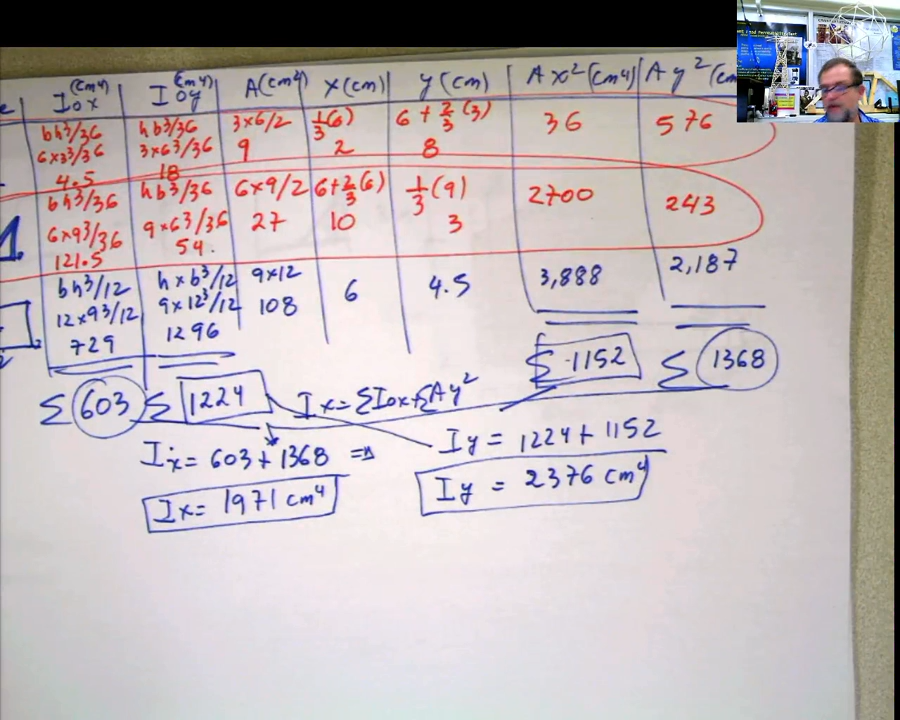 (cm⁴) (cm⁴)
e Iox Ioy A(cm⁴) x(cm) y(cm) Ax²(cm⁴) Ay²(cm
bh³/36 hb³/36 3×6/2 1/3(6) 6+2/3(3) 36 576
6×3³/36 3×6³/36 9 2 8
4.5 18
bh³/36 hb³/36 6×9/2 6+2/3(6) 1/3(9) 2700 243
6×9³/36 9×6³/36 27 10 3
121.5 54.
bh³/12 h×b³/12 9×12 6 4.5 3,888 2,187
12×9³/12 9×12³/12 108
729 1296
Σ 603 Σ 1224 Ix=ΣIox+ΣAy² Σ -1152 Σ 1368
Ix= 603+1368 ⇒ Iy = 1224+1152
Ix= 1971 cm⁴ Iy = 2376 cm⁴